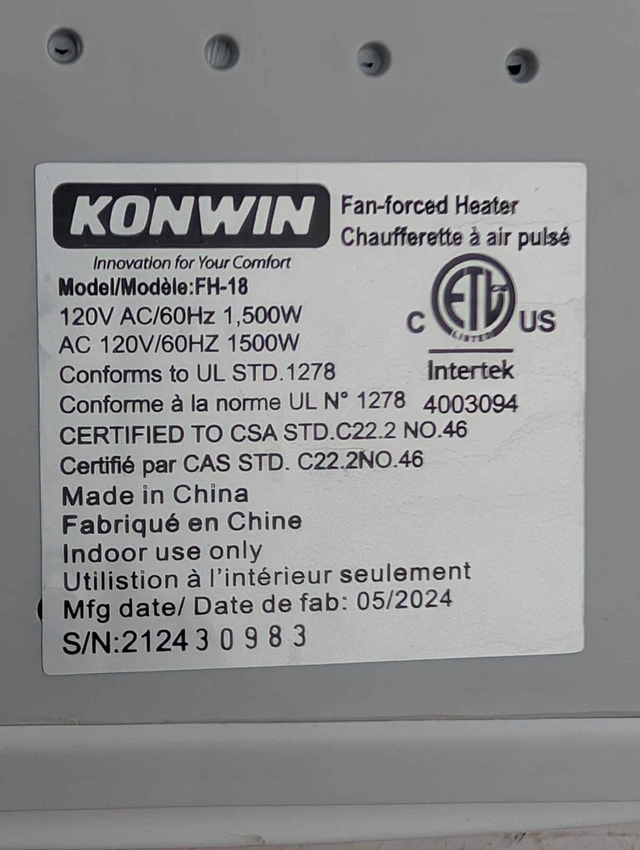 KONWIN
Innovation for Your Comfort
Fan-forced Heater
Chaufferette à air pulsé
Model/Modèle:FH-18
120V AC/60Hz 1,500W
AC 120V/60HZ 1500W
Conforms to UL STD.1278
Conforme à la norme UL N° 1278
C ETL US
LISTED
Intertek
4003094
CERTIFIED TO CSA STD.C22.2 NO.46
Certifié par CAS STD. C22.2NO.46
Made in China
Fabriqué en Chine
Indoor use only
Utilistion à l'intérieur seulement
Mfg date/ Date de fab: 05/2024
S/N:212430983